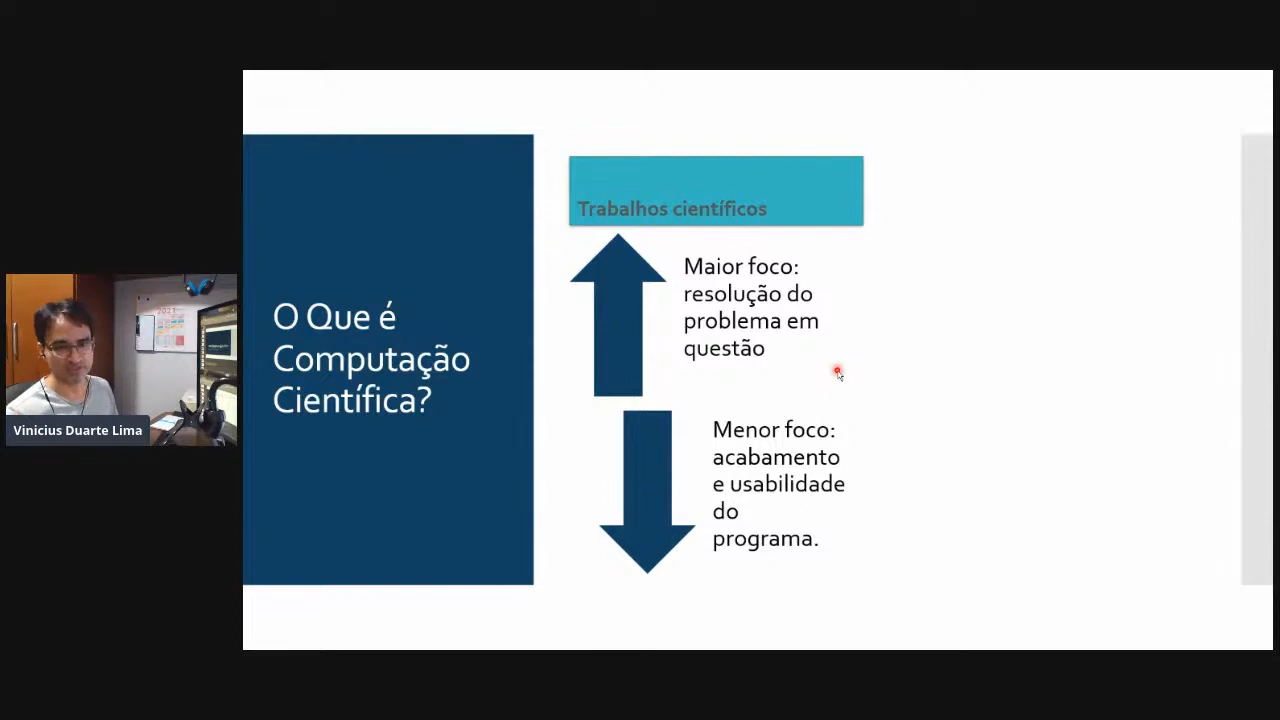 O Que é
Computação
Científica?
Trabalhos científicos
Maior foco:
resolução do
problema em
questão
Menor foco:
acabamento
e usabilidade
do
programa.
2021
Vinicius Duarte Lima